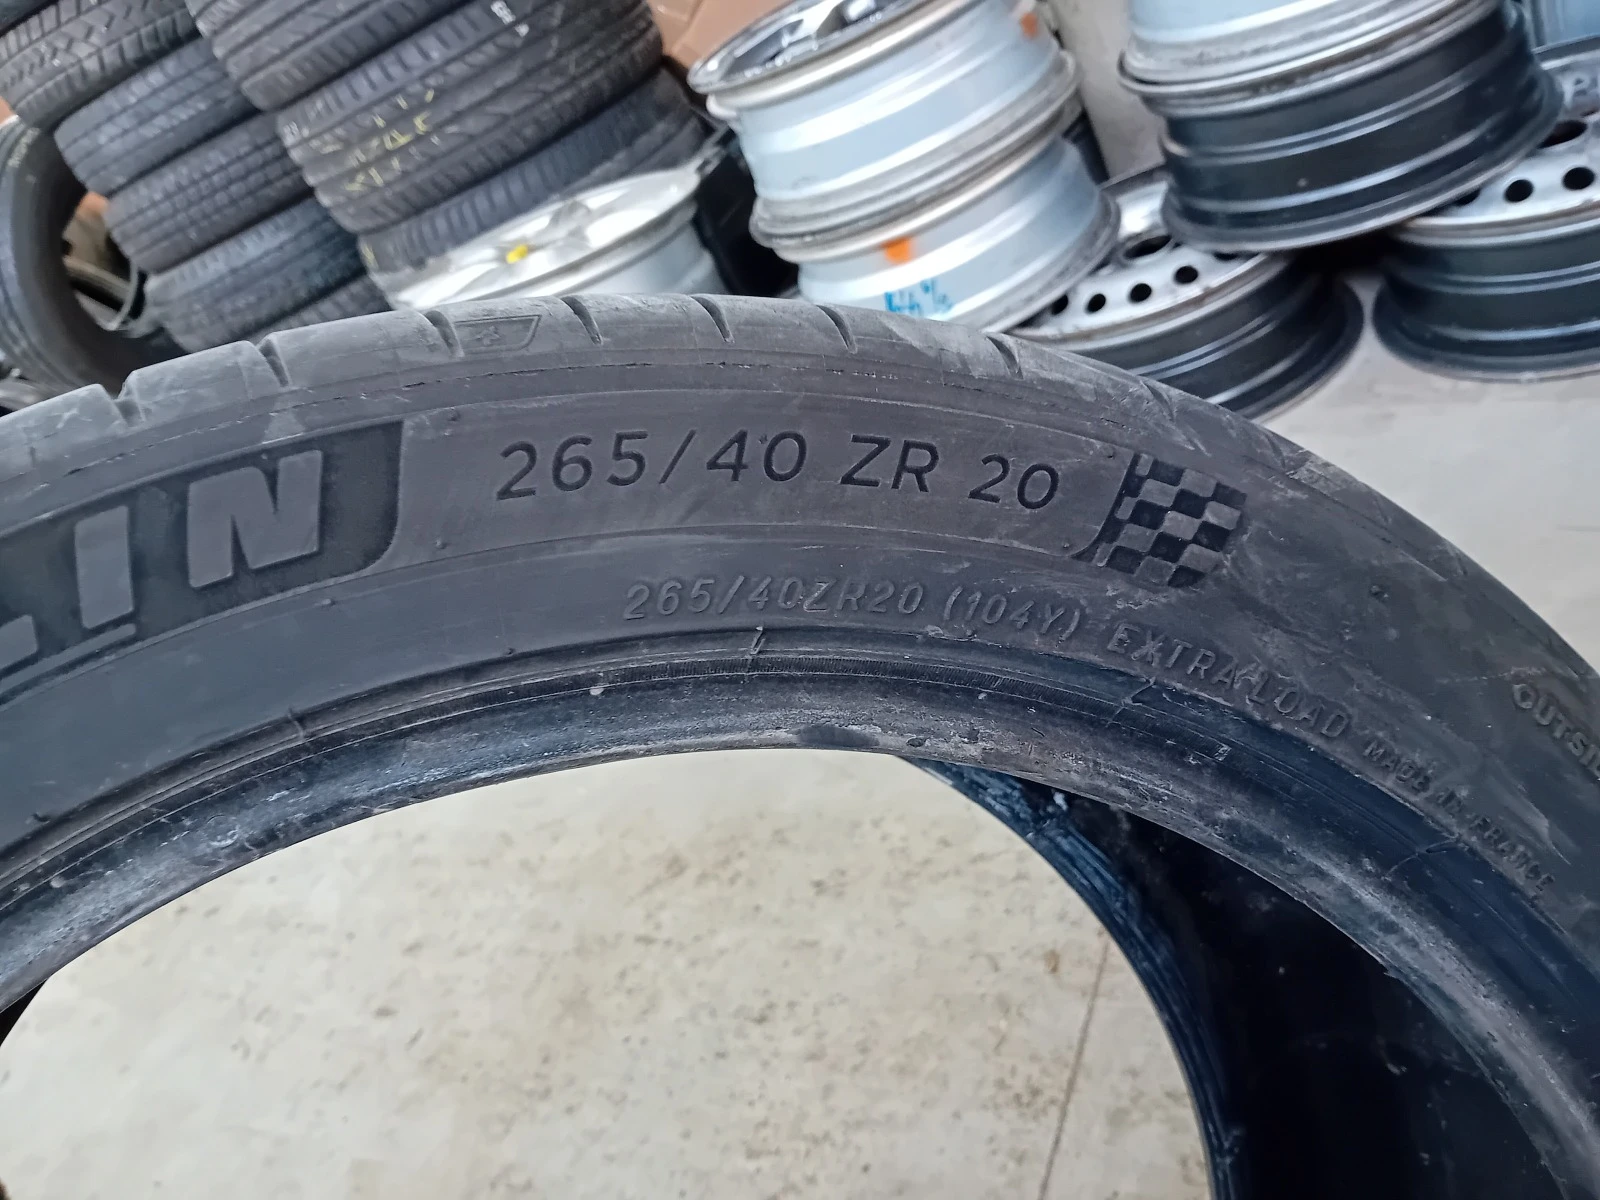 LIN
265/40 ZR 20
265/40ZR20 (104Y) EXTRA LOAD MADE IN FRANCE